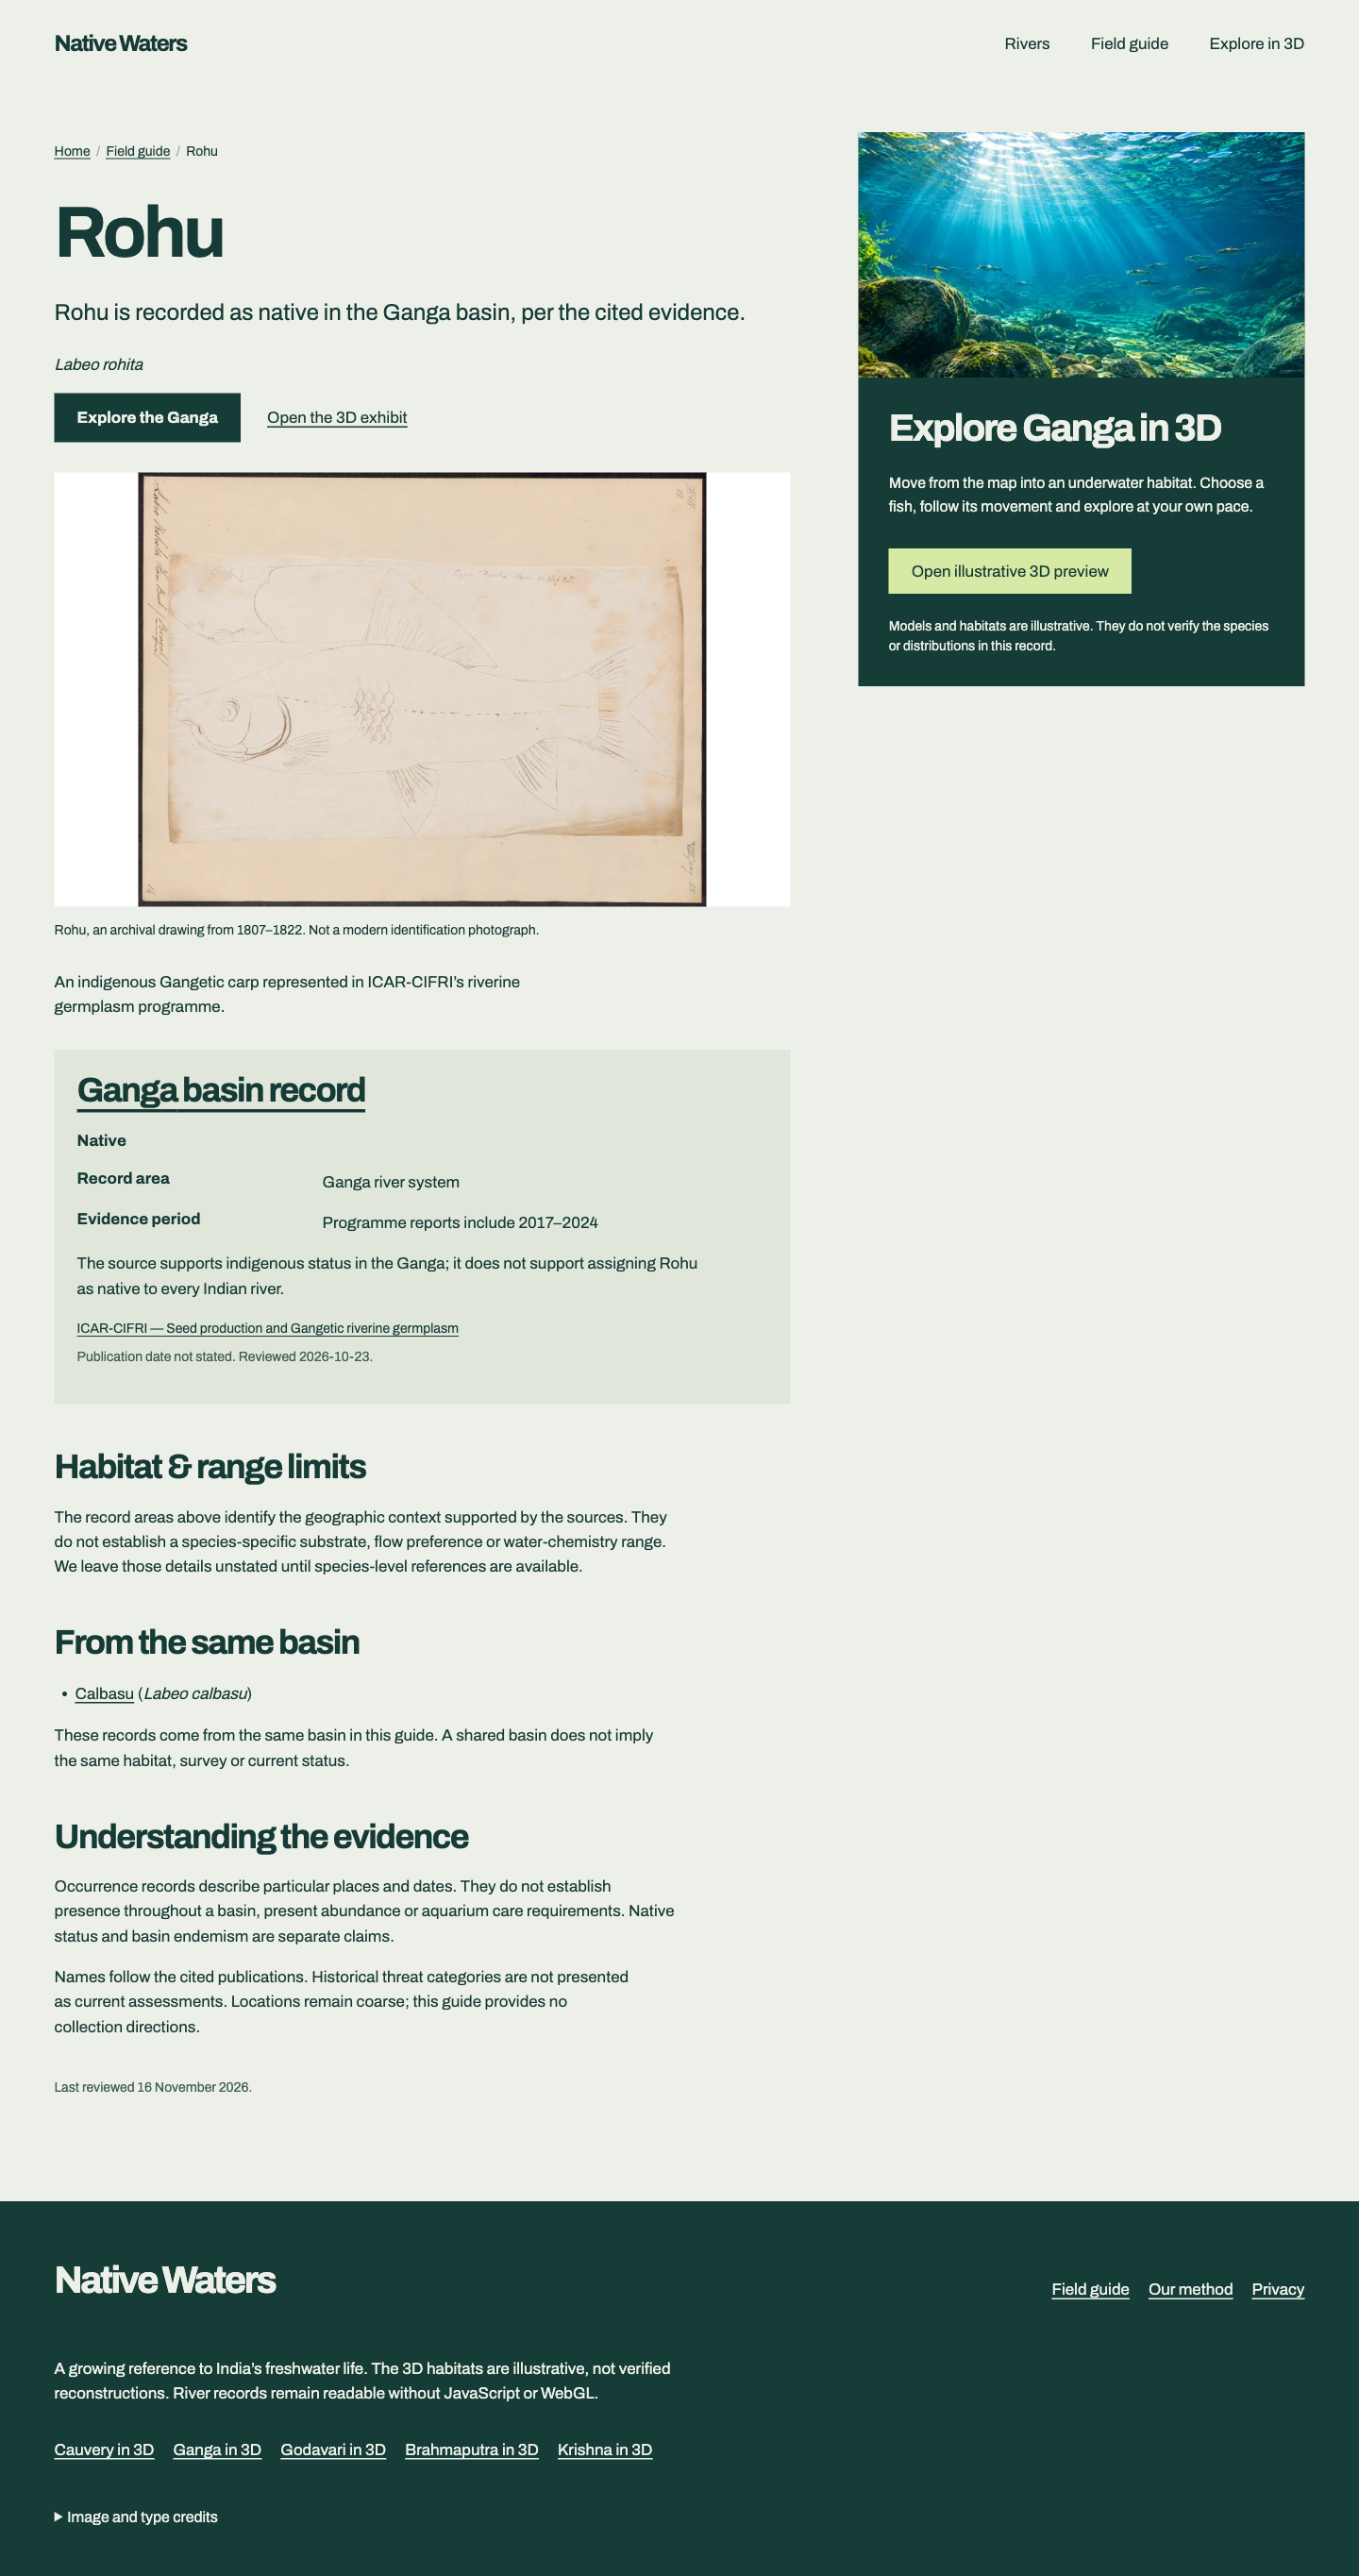 Native Waters
Rivers
Field guide
Explore in 3D
Home / Field guide / Rohu
Rohu
Rohu is recorded as native in the Ganga basin, per the cited evidence.
Labeo rohita
Explore the Ganga
Open the 3D exhibit
Rohu, an archival drawing from 1807–1822. Not a modern identification photograph.
An indigenous Gangetic carp represented in ICAR-CIFRI’s riverine
germplasm programme.
Ganga basin record
Native
Record area
Ganga river system
Evidence period
Programme reports include 2017–2024
The source supports indigenous status in the Ganga; it does not support assigning Rohu
as native to every Indian river.
ICAR-CIFRI — Seed production and Gangetic riverine germplasm
Publication date not stated. Reviewed 2026-10-23.
Habitat & range limits
The record areas above identify the geographic context supported by the sources. They
do not establish a species-specific substrate, flow preference or water-chemistry range.
We leave those details unstated until species-level references are available.
From the same basin
• Calbasu (Labeo calbasu)
These records come from the same basin in this guide. A shared basin does not imply
the same habitat, survey or current status.
Understanding the evidence
Occurrence records describe particular places and dates. They do not establish
presence throughout a basin, present abundance or aquarium care requirements. Native
status and basin endemism are separate claims.
Names follow the cited publications. Historical threat categories are not presented
as current assessments. Locations remain coarse; this guide provides no
collection directions.
Last reviewed 16 November 2026.
Explore Ganga in 3D
Move from the map into an underwater habitat. Choose a
fish, follow its movement and explore at your own pace.
Open illustrative 3D preview
Models and habitats are illustrative. They do not verify the species
or distributions in this record.
Native Waters
Field guide
Our method
Privacy
A growing reference to India’s freshwater life. The 3D habitats are illustrative, not verified
reconstructions. River records remain readable without JavaScript or WebGL.
Cauvery in 3D
Ganga in 3D
Godavari in 3D
Brahmaputra in 3D
Krishna in 3D
Image and type credits